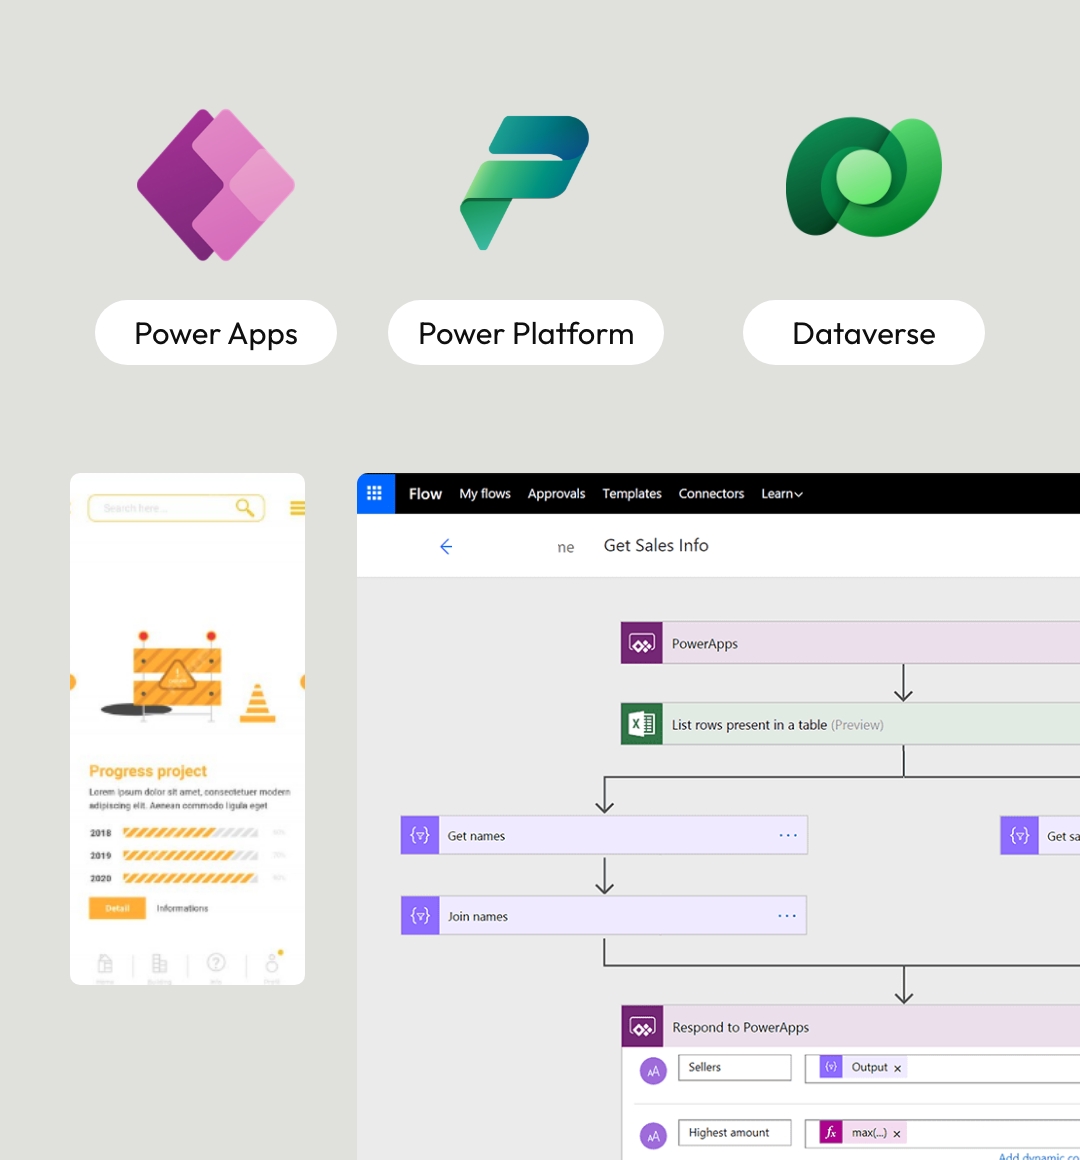 Power Apps
Power Platform
Dataverse
Search here...
Progress project
Lorem ipsum dolor sit amet, consectetuer modern
adipiscing elit. Aenean commodo ligula eget
2018
2019
2020
Detail
Informations
Flow My flows Approvals Templates Connectors Learn
ne Get Sales Info
PowerApps
List rows present in a table (Preview)
Get names
Get sa
Join names
Respond to PowerApps
AA Sellers Output ×
AA Highest amount fx max(...) ×
Add dynamic co